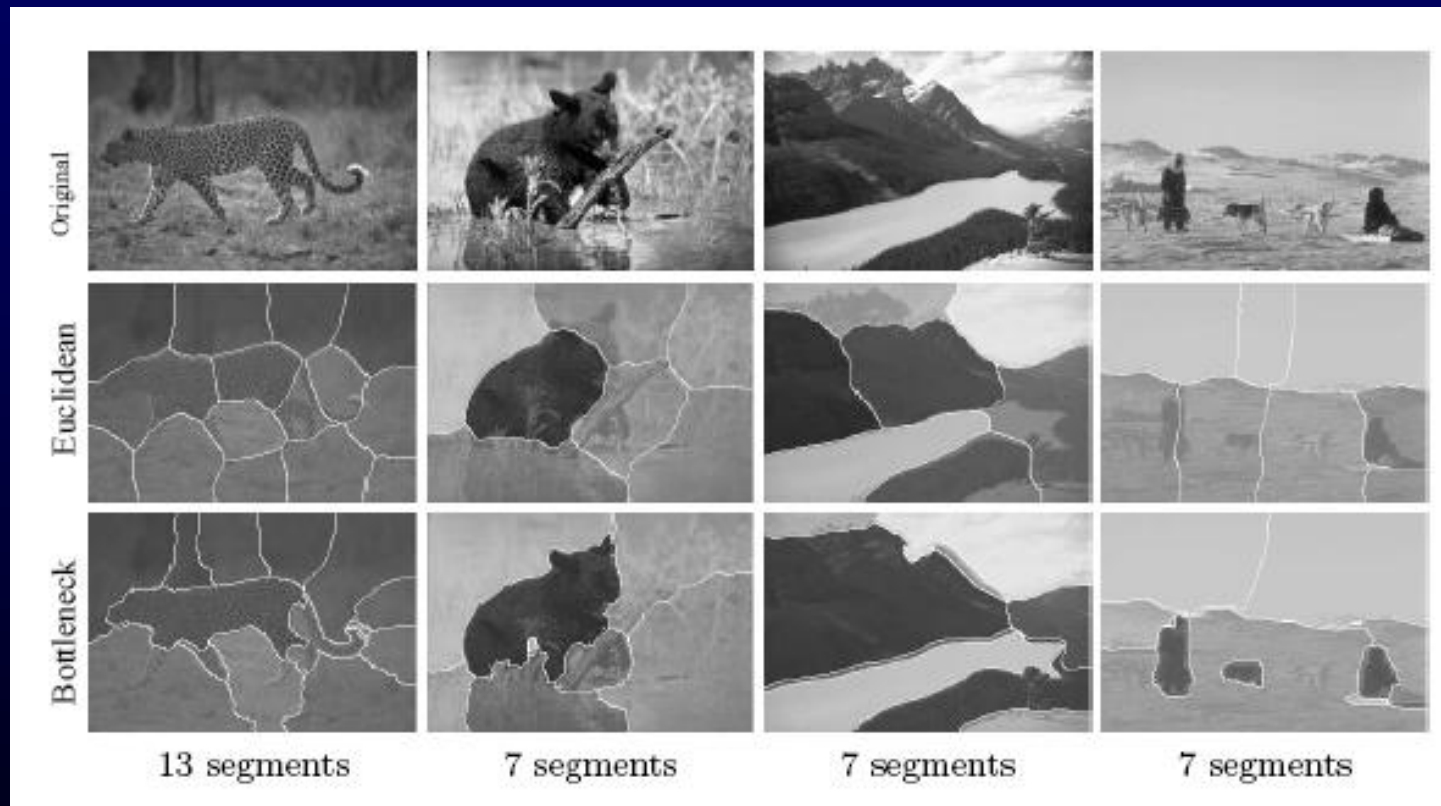 Original
Euclidean
Bottleneck
13 segments
7 segments
7 segments
7 segments